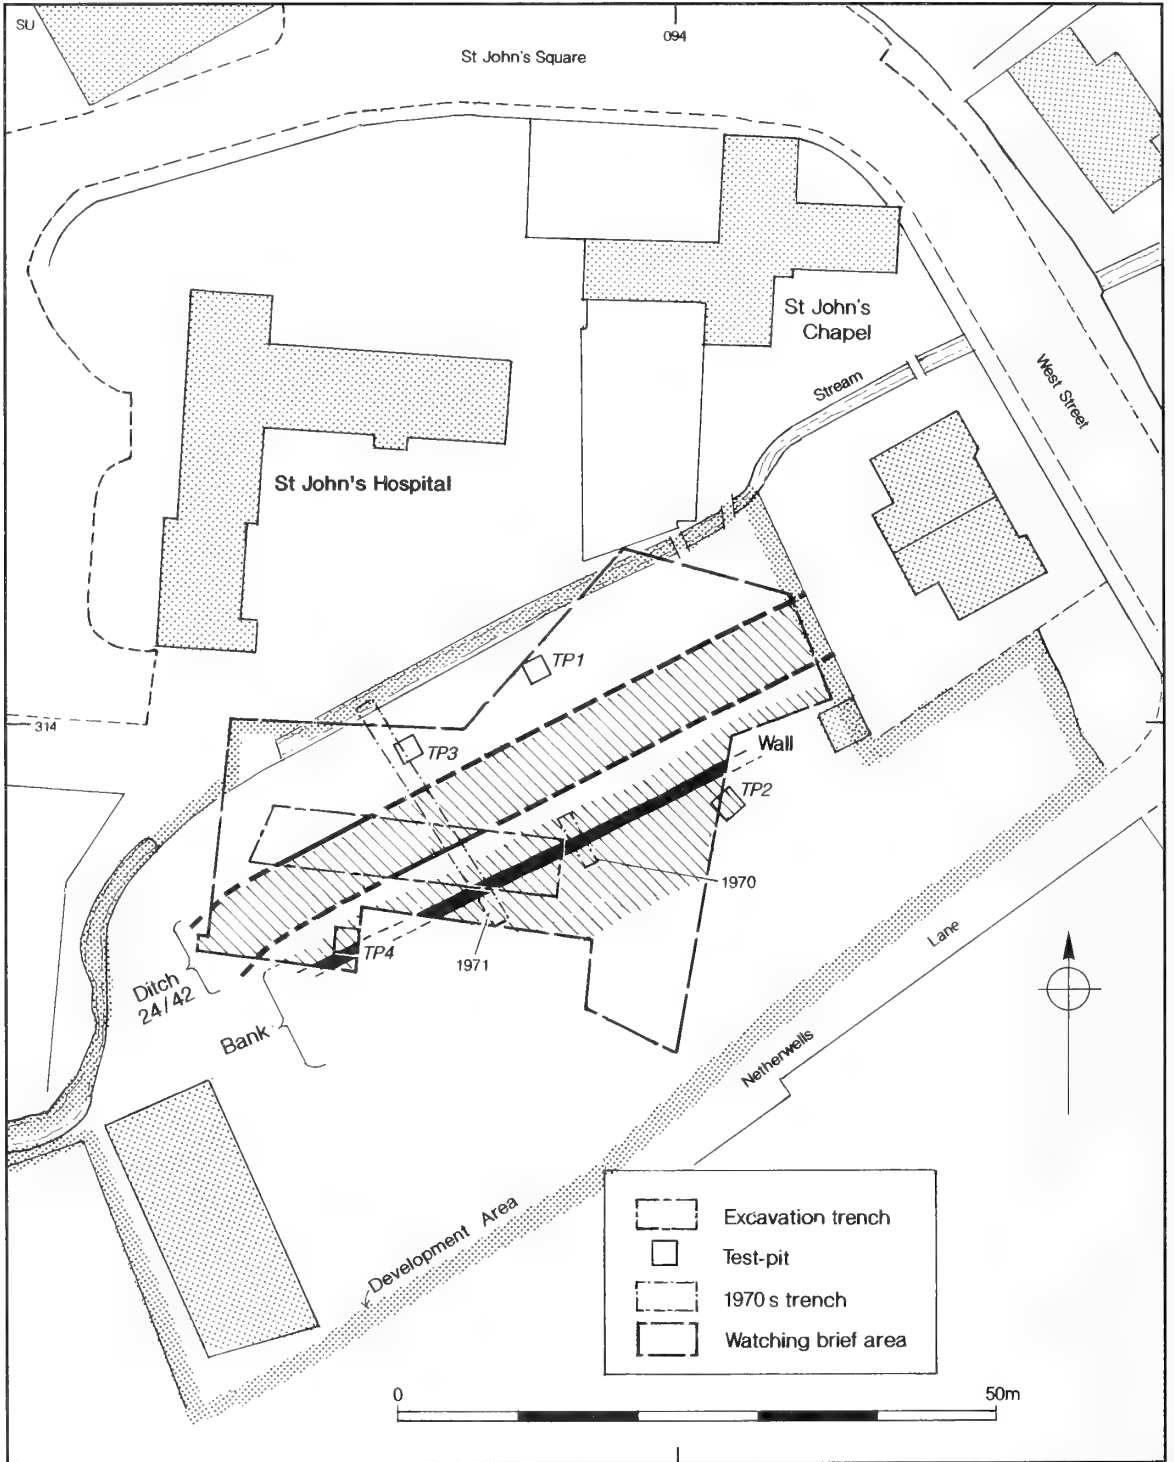 SU
094
St John's Square
St John's
Chapel
Stream
West Street
St John's Hospital
TP1
314
TP3
Wall
TP2
1970
TP4
1971
Lane
Ditch
24/42
Bank
Netherwells
Development Area
Excavation trench
Test-pit
1970s trench
Watching brief area
0
50m